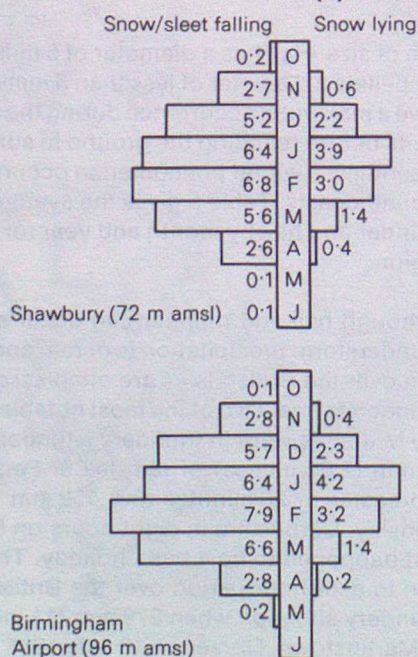 Snow/sleet falling Snow lying
0·2
2·7 N 0·6
5·2 D
6·4 J 3·9
6·8 F 3·0
5·6 M 1·4
2·6 A 0·4
0·1 M
0·1
Shawbury (72 m amsl)
0·1 O
2·8 N 0·4
5·7 D 2·3
6·4 J 4·2
7·9 F 3·2
6·6 M 1·4
2·8 A 0·2
0·2 M
J
Birmingham
Airport (96 m amsl)